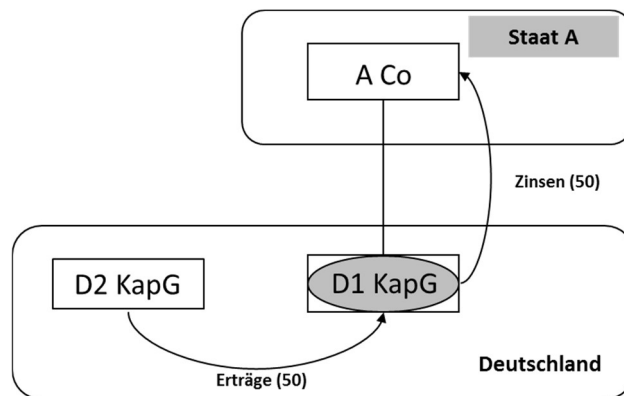 Staat A
A Co
Zinsen (50)
D2 KapG
D1 KapG
Erträge (50)
Deutschland